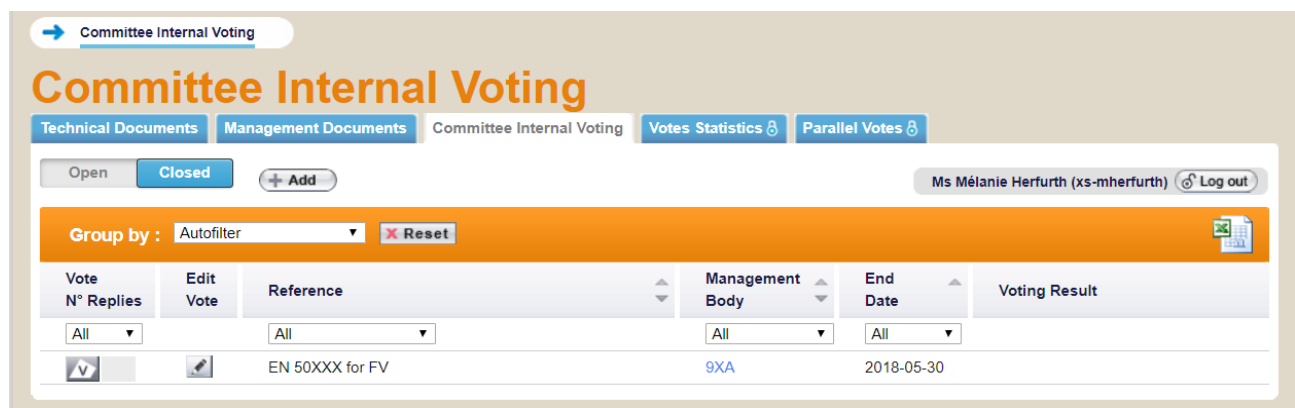 Committee Internal Voting
Committee Internal Voting
Technical Documents Management Documents Committee Internal Voting Votes Statistics Parallel Votes
Open Closed Add Ms Mélanie Herfurth (xs-mherfurth) Log out
Group by : Autofilter Reset
Vote N° Replies Edit Vote Reference Management Body End Date Voting Result
All All All All
V EN 50XXX for FV 9XA 2018-05-30